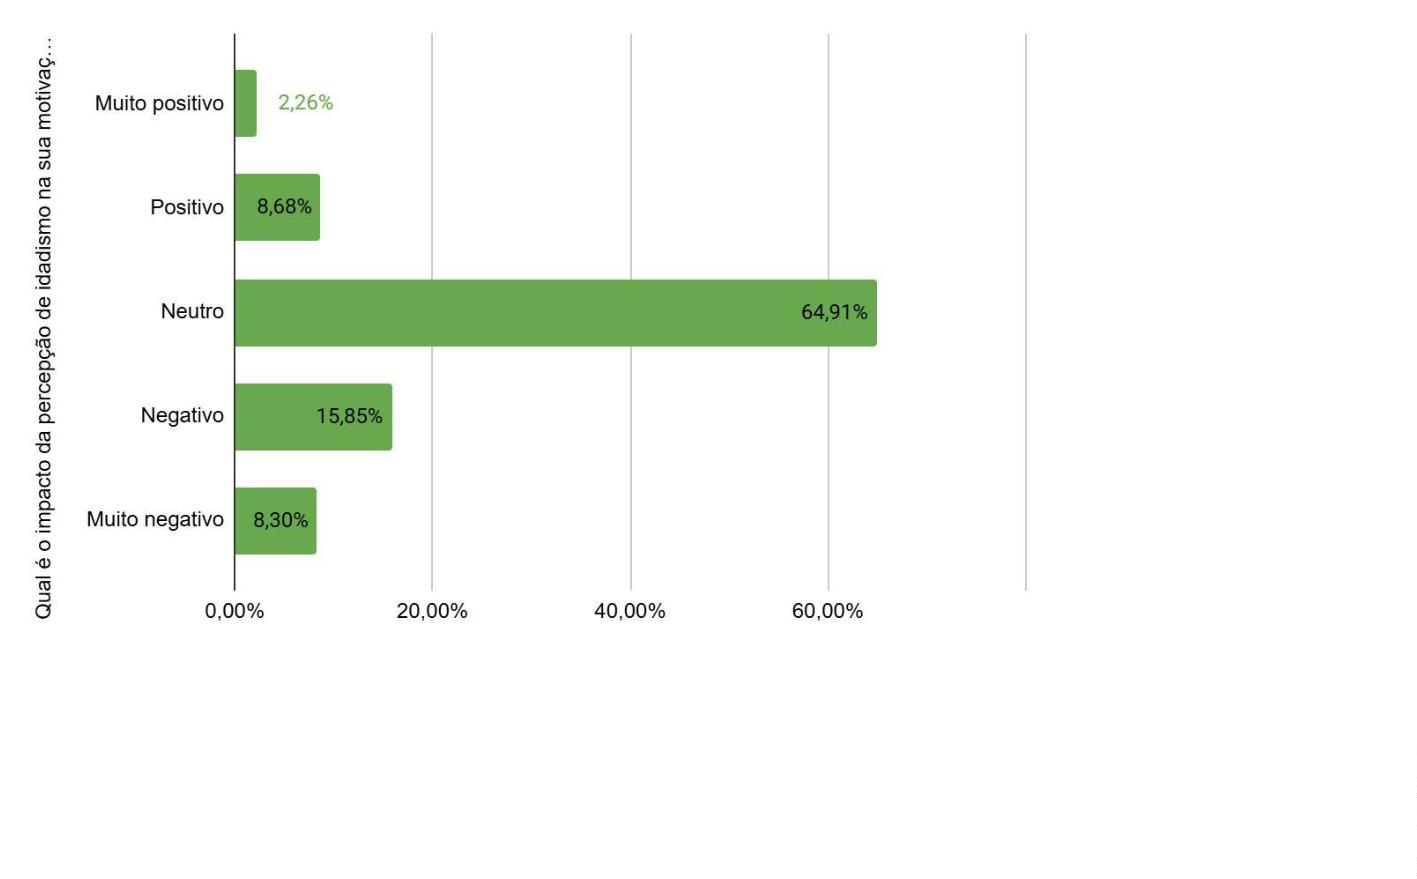 Qual é o impacto da percepção de idadismo na sua motivaç…
Muito positivo
2,26%
Positivo
8,68%
Neutro
64,91%
Negativo
15,85%
Muito negativo
8,30%
0,00%
20,00%
40,00%
60,00%